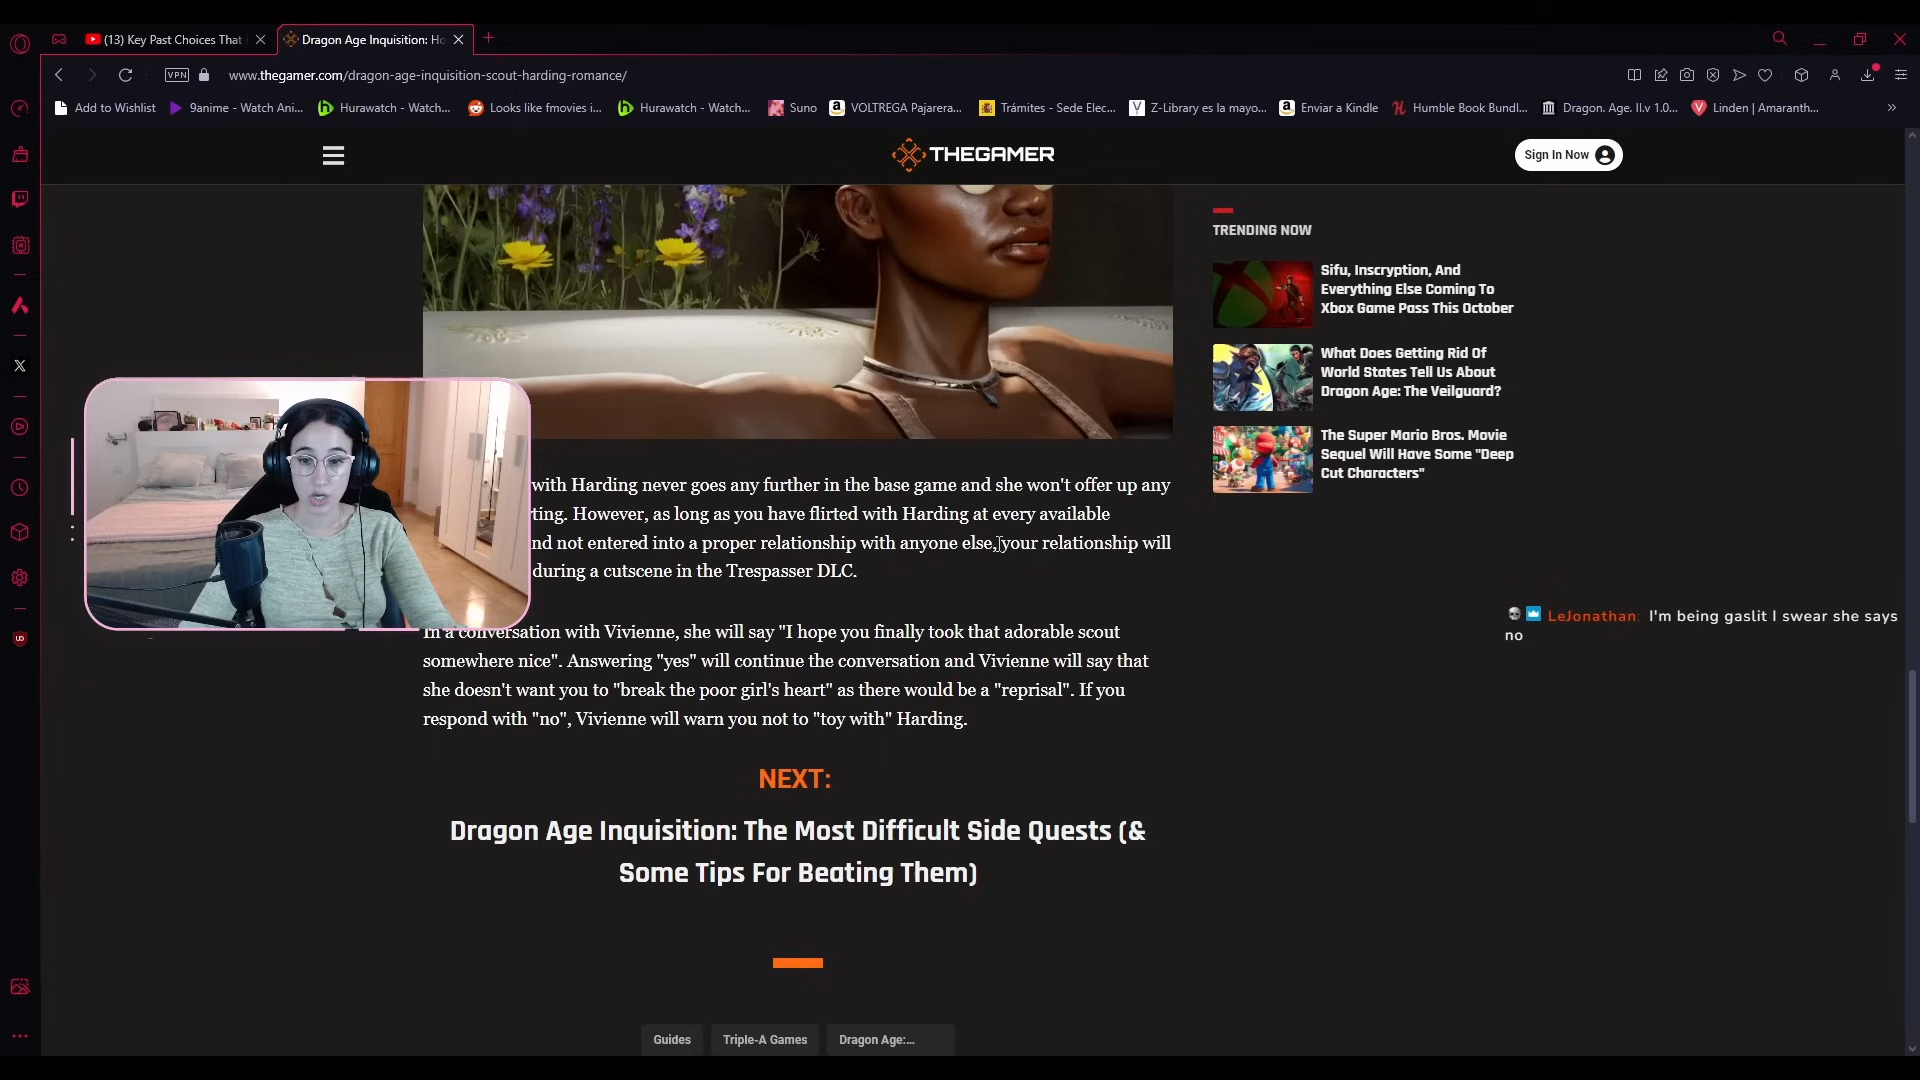 (13) Key Past Choices That
Dragon Age Inquisition: Ho
VPN
www.thegamer.com/dragon-age-inquisition-scout-harding-romance/
Add to Wishlist
9anime - Watch Ani...
Hurawatch - Watch...
Looks like fmovies i...
Hurawatch - Watch...
Suno
VOLTREGA Pajarera...
Trámites - Sede Elec...
Z-Library es la mayo...
Enviar a Kindle
Humble Book Bundl...
Dragon. Age. II.v 1.0...
Linden | Amaranth...
THEGAMER
Sign In Now
TRENDING NOW
Sifu, Inscryption, And
Everything Else Coming To
Xbox Game Pass This October
What Does Getting Rid Of
World States Tell Us About
Dragon Age: The Veilguard?
The Super Mario Bros. Movie
Sequel Will Have Some "Deep
Cut Characters"
with Harding never goes any further in the base game and she won't offer up any
ting. However, as long as you have flirted with Harding at every available
nd not entered into a proper relationship with anyone else, your relationship will
during a cutscene in the Trespasser DLC.
In a conversation with Vivienne, she will say "I hope you finally took that adorable scout
somewhere nice". Answering "yes" will continue the conversation and Vivienne will say that
she doesn't want you to "break the poor girl's heart" as there would be a "reprisal". If you
respond with "no", Vivienne will warn you not to "toy with" Harding.
LeJonathan: I'm being gaslit I swear she says
no
NEXT:
Dragon Age Inquisition: The Most Difficult Side Quests (&
Some Tips For Beating Them)
Guides
Triple-A Games
Dragon Age:...